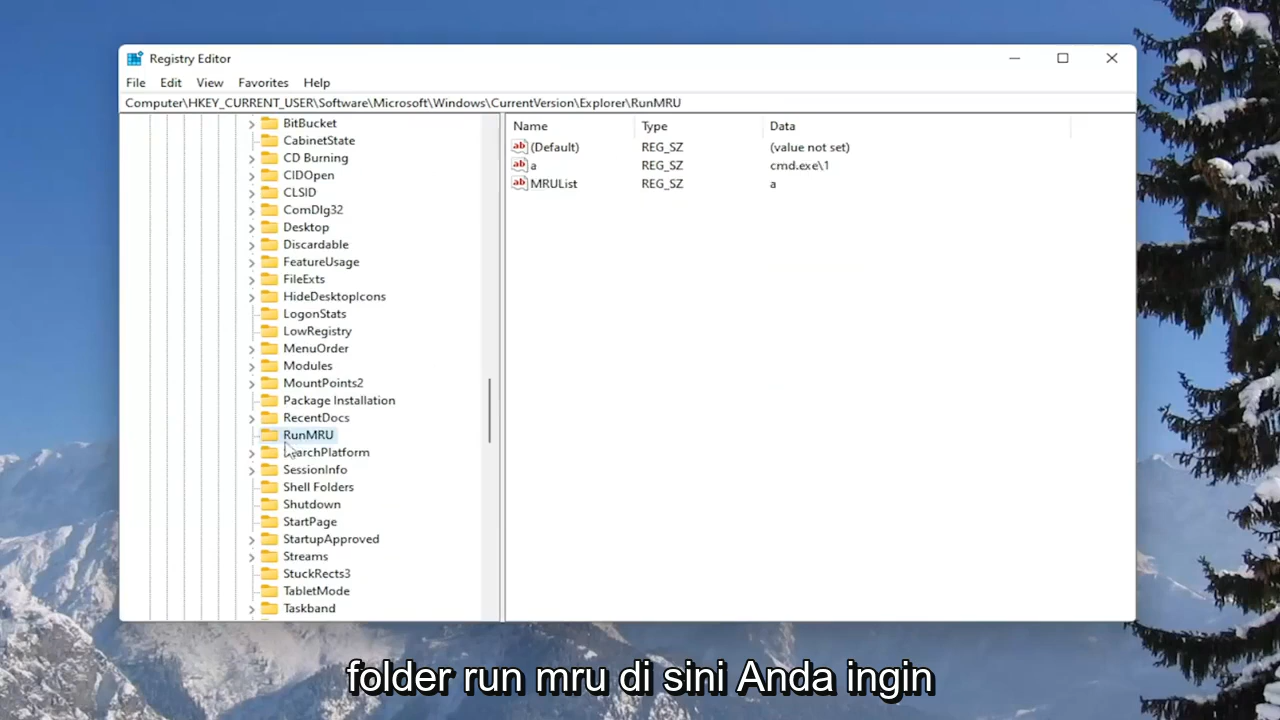 Registry Editor
File Edit View Favorites Help
Computer\HKEY_CURRENT_USER\Software\Microsoft\Windows\CurrentVersion\Explorer\RunMRU
BitBucket
CabinetState
CD Burning
CIDOpen
CLSID
ComDlg32
Desktop
Discardable
FeatureUsage
FileExts
HideDesktopIcons
LogonStats
LowRegistry
MenuOrder
Modules
MountPoints2
Package Installation
RecentDocs
RunMRU
SearchPlatform
SessionInfo
Shell Folders
Shutdown
StartPage
StartupApproved
Streams
StuckRects3
TabletMode
Taskband
Name Type Data
(Default) REG_SZ (value not set)
a REG_SZ cmd.exe\1
MRUList REG_SZ a
folder run mru di sini Anda ingin